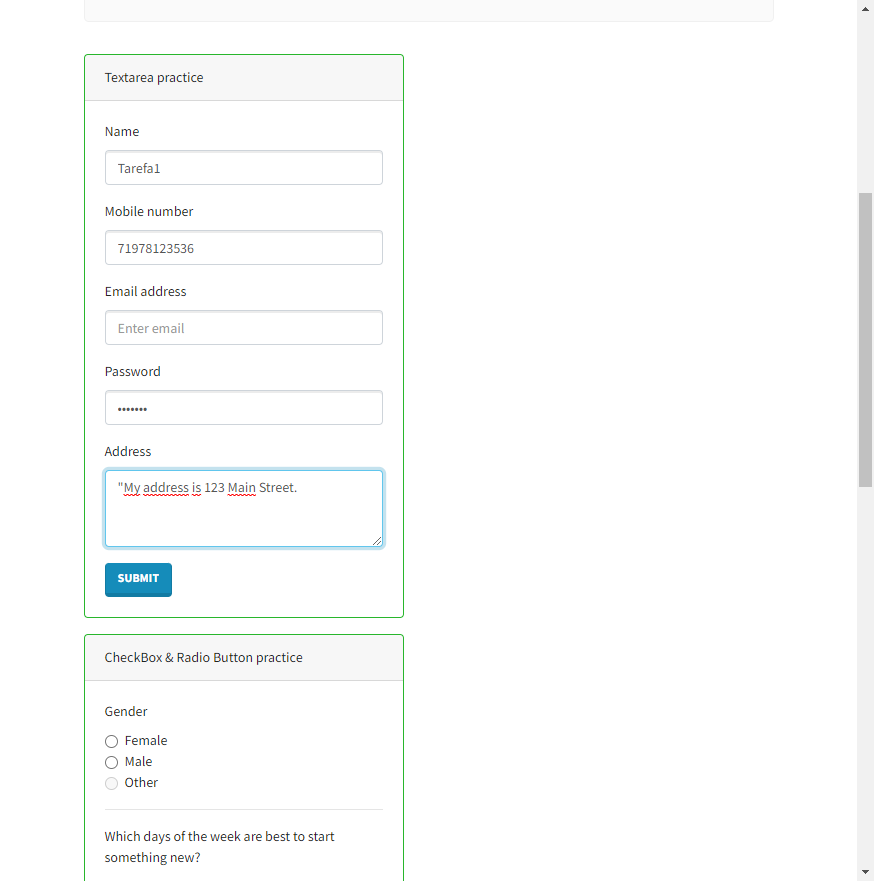 Textarea practice
Name
Tarefa1
Mobile number
71978123536
Email address
Enter email
Password
•••••••
Address
"My address is 123 Main Street.
SUBMIT
CheckBox & Radio Button practice
Gender
Female
Male
Other
Which days of the week are best to start
something new?